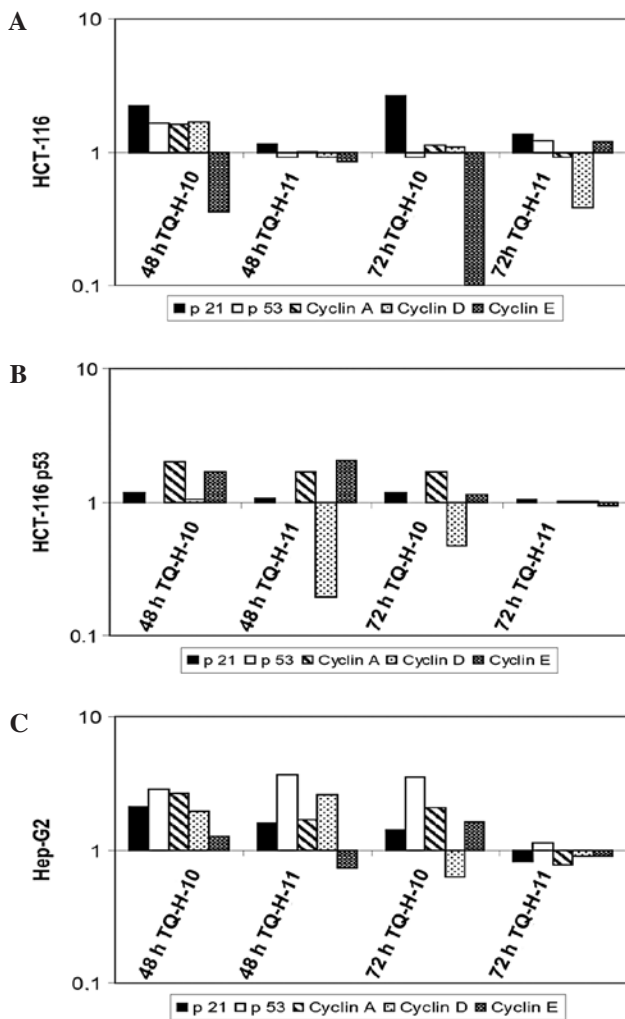 A
HCT-116
10
1
0.1
48 h TQ-H-10
48 h TQ-H-11
72 h TQ-H-10
72h TQ-H-11
p 21 p 53 Cyclin A Cyclin D Cyclin E
B
HCT-116 p53
10
1
0.1
48 h TQ-H-10
48 h TQ-H-11
72 h TQ-H-10
72 h TQ-H-11
p 21 p 53 Cyclin A Cyclin D Cyclin E
C
Hep-G2
10
1
0.1
48 h TQ-H-10
48 h TQ-H-11
72 h TQ-H-10
72 h TQ-H-11
p 21 p 53 Cyclin A Cyclin D Cyclin E